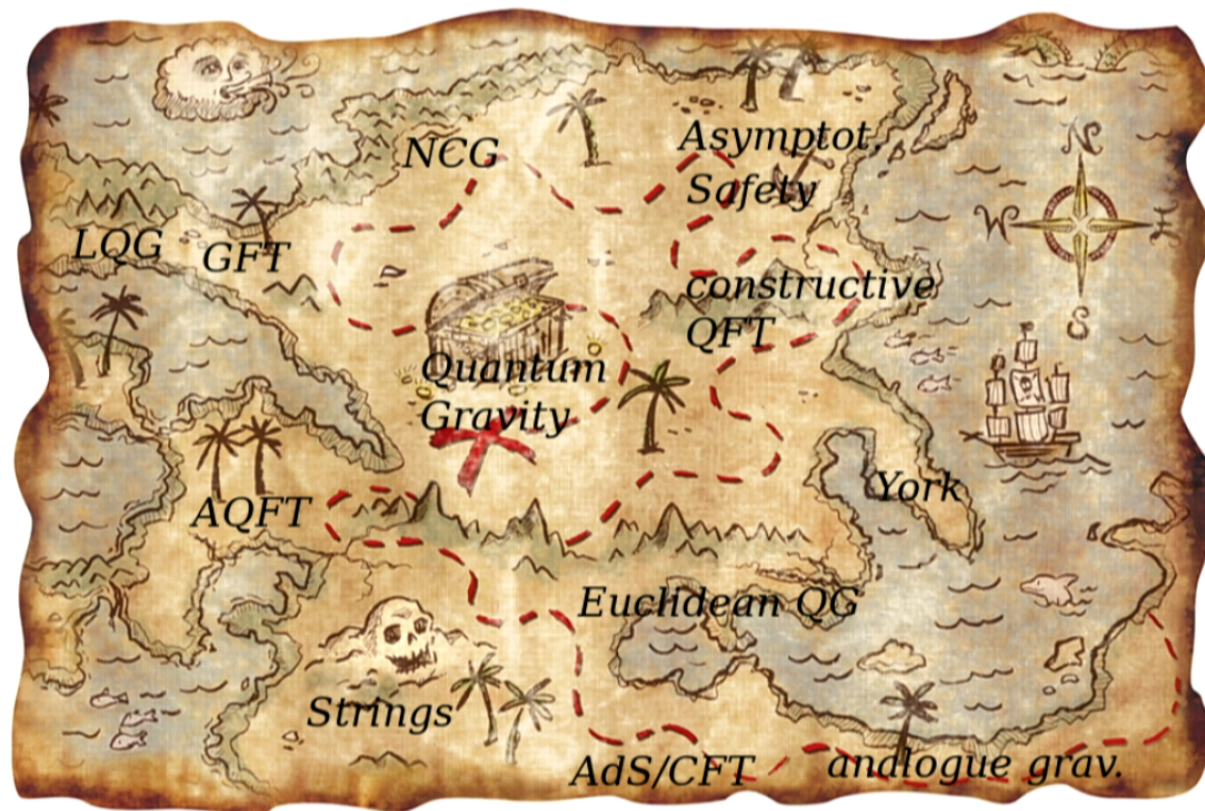 NCG
Asymptot.
Safety
N
W
S
LQG
GFT
constructive
QFT
Quantum
Gravity
York
AQFT
Euclidean QG
Strings
AdS/CFT
analogue grav.